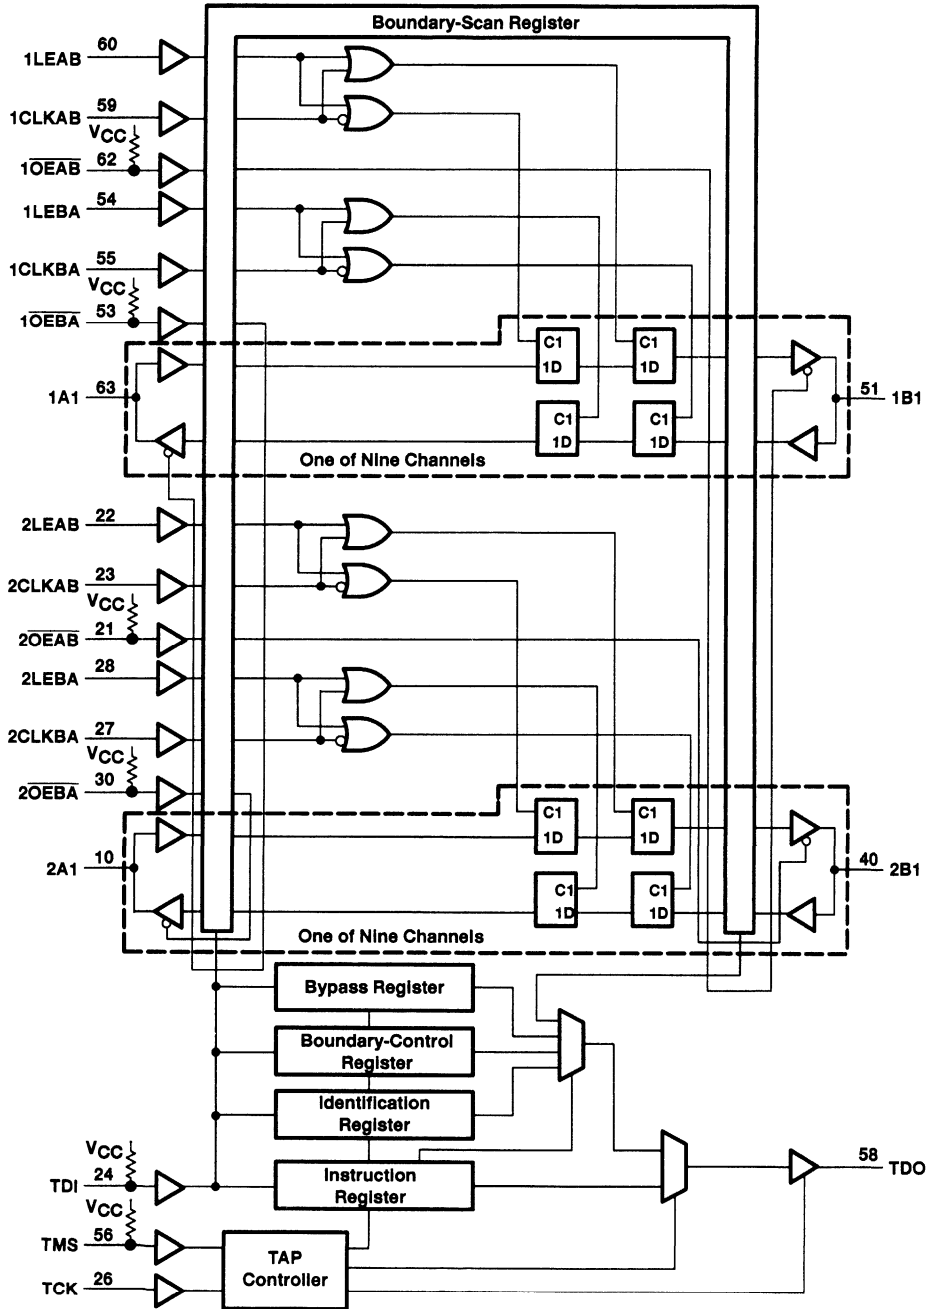 Boundary-Scan Register
1LEAB 60
1CLKAB 59
VCC
1OEAB 62
1LEBA 54
1CLKBA 55
VCC
1OEBA 53
C1 C1
1D 1D
1A1 63
51 1B1
C1 C1
1D 1D
One of Nine Channels
2LEAB 22
2CLKAB 23
VCC
2OEAB 21
2LEBA 28
2CLKBA 27
VCC
2OEBA 30
C1 C1
1D 1D
2A1 10
40 2B1
C1 C1
1D 1D
One of Nine Channels
Bypass Register
Boundary-Control
Register
Identification
Register
VCC
TDI 24
Instruction
Register
58 TDO
VCC
TMS 56
TAP
Controller
TCK 26